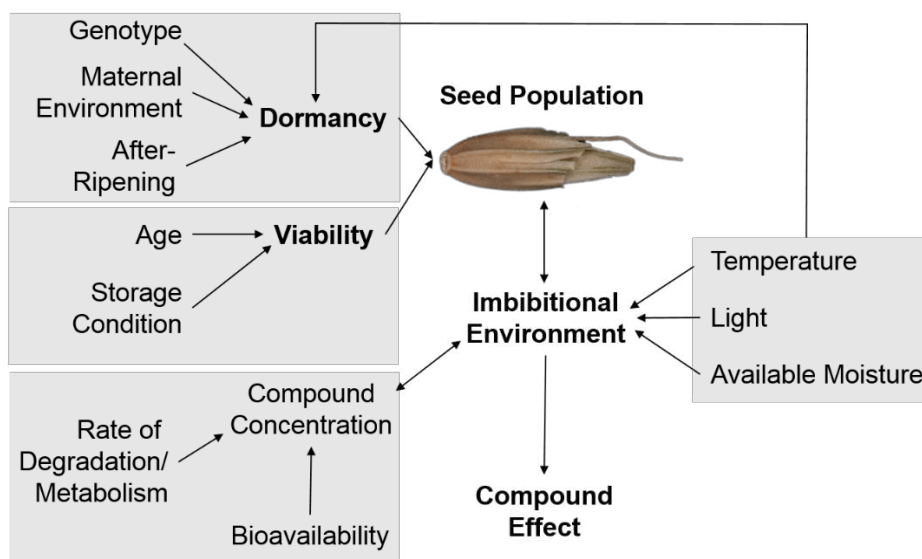 Genotype
Maternal
Environment
After-
Ripening
Dormancy
Seed Population
Age
Viability
Storage
Condition
Imbibitional
Environment
Temperature
Light
Available Moisture
Compound
Concentration
Rate of
Degradation/
Metabolism
Bioavailability
Compound
Effect